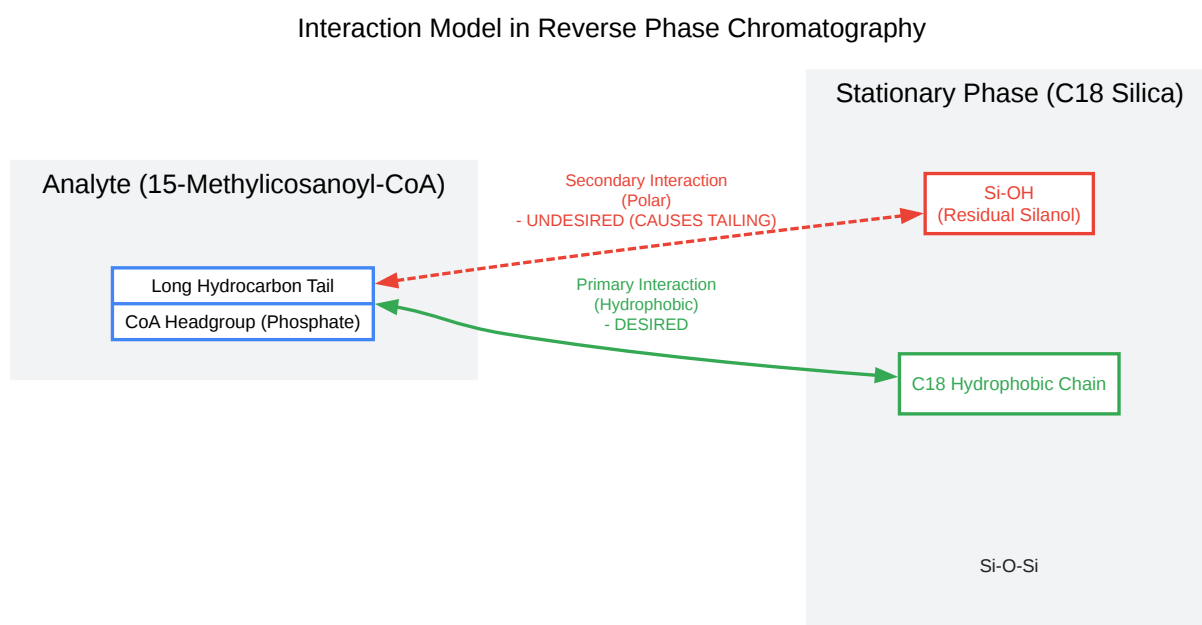 Interaction Model in Reverse Phase Chromatography
Stationary Phase (C18 Silica)
Analyte (15-Methylicosanoyl-CoA)
Secondary Interaction
(Polar)
- UNDESIRED (CAUSES TAILING)
Si-OH
(Residual Silanol)
Long Hydrocarbon Tail
CoA Headgroup (Phosphate)
Primary Interaction
(Hydrophobic)
- DESIRED
C18 Hydrophobic Chain
Si-O-Si